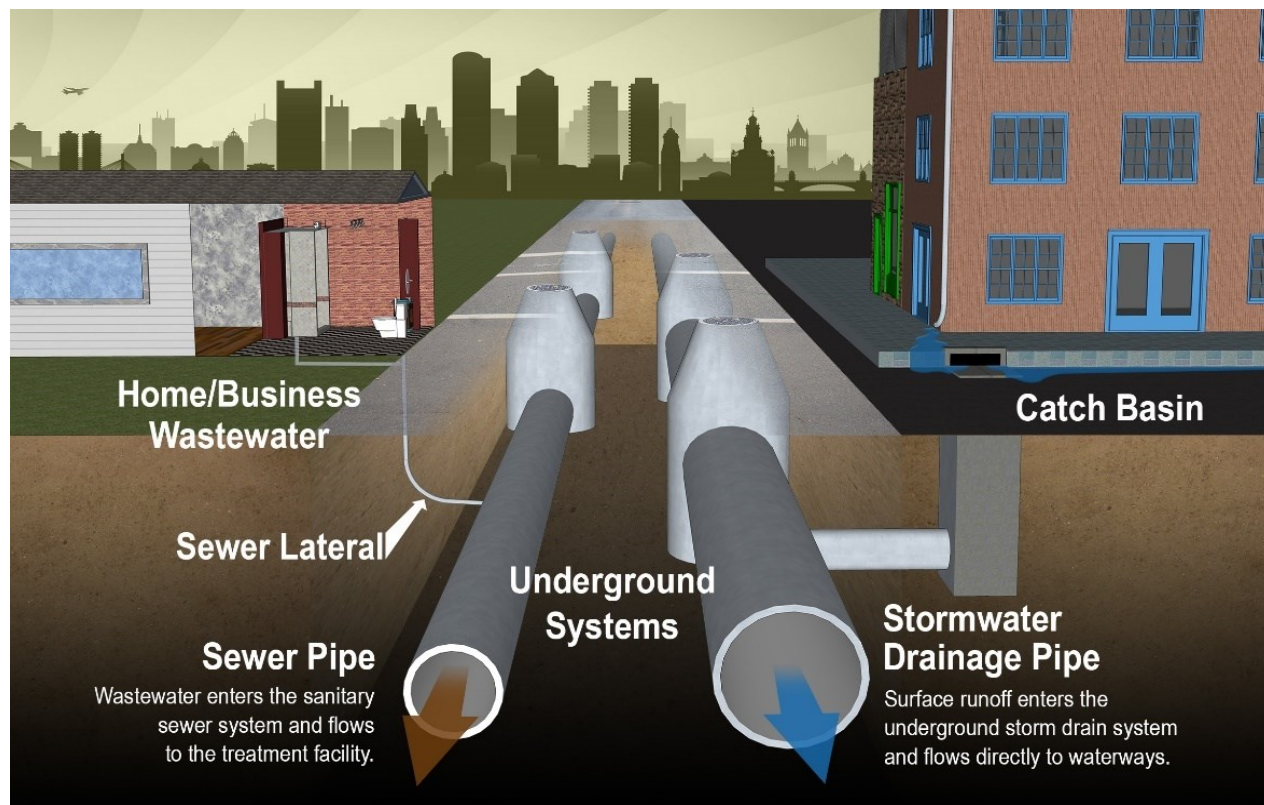 Home/Business
Wastewater
Catch Basin
Sewer Lateral
Underground
Systems
Sewer Pipe
Wastewater enters the sanitary
sewer system and flows
to the treatment facility.
Stormwater
Drainage Pipe
Surface runoff enters the
underground storm drain system
and flows directly to waterways.